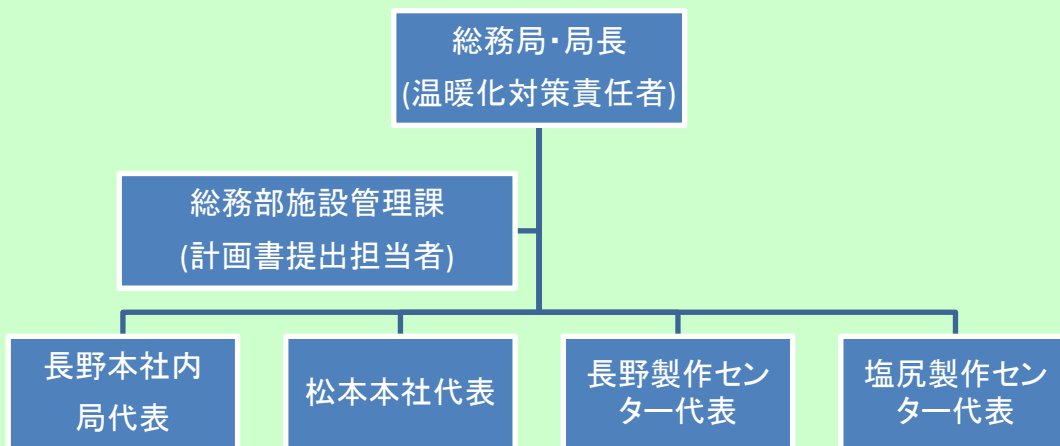 総務局・局長
(温暖化対策責任者)
総務部施設管理課
(計画書提出担当者)
長野本社内
局代表
松本本社代表
長野製作セン
ター代表
塩尻製作セン
ター代表